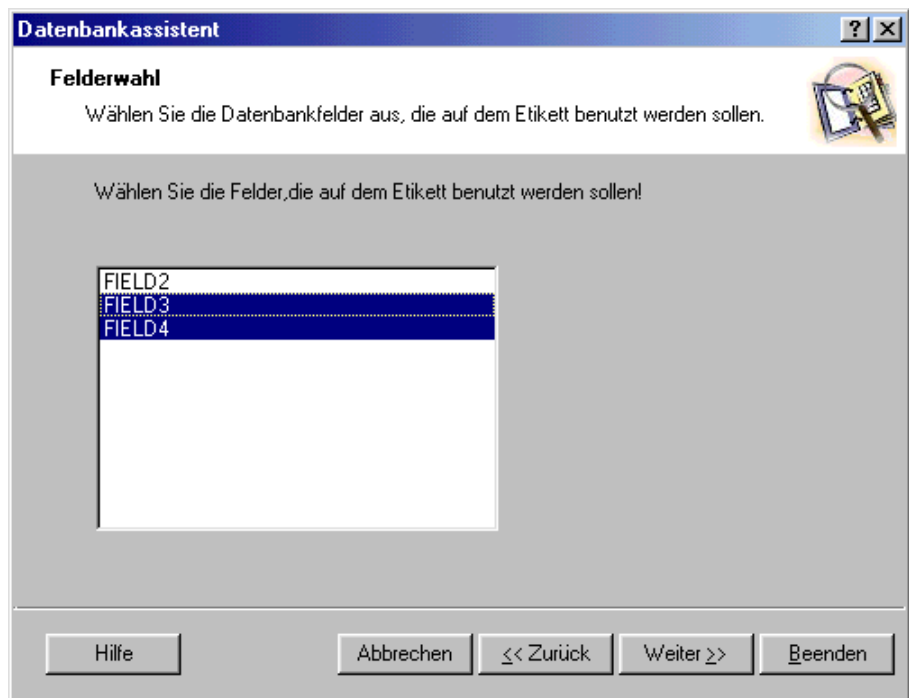 Datenbankassistent
?
Felderwahl
Wählen Sie die Datenbankfelder aus, die auf dem Etikett benutzt werden sollen.
Wählen Sie die Felder,die auf dem Etikett benutzt werden sollen!
FIELD2
FIELD3
FIELD4
Hilfe
Abbrechen
<< Zurück
Weiter >>
Beenden